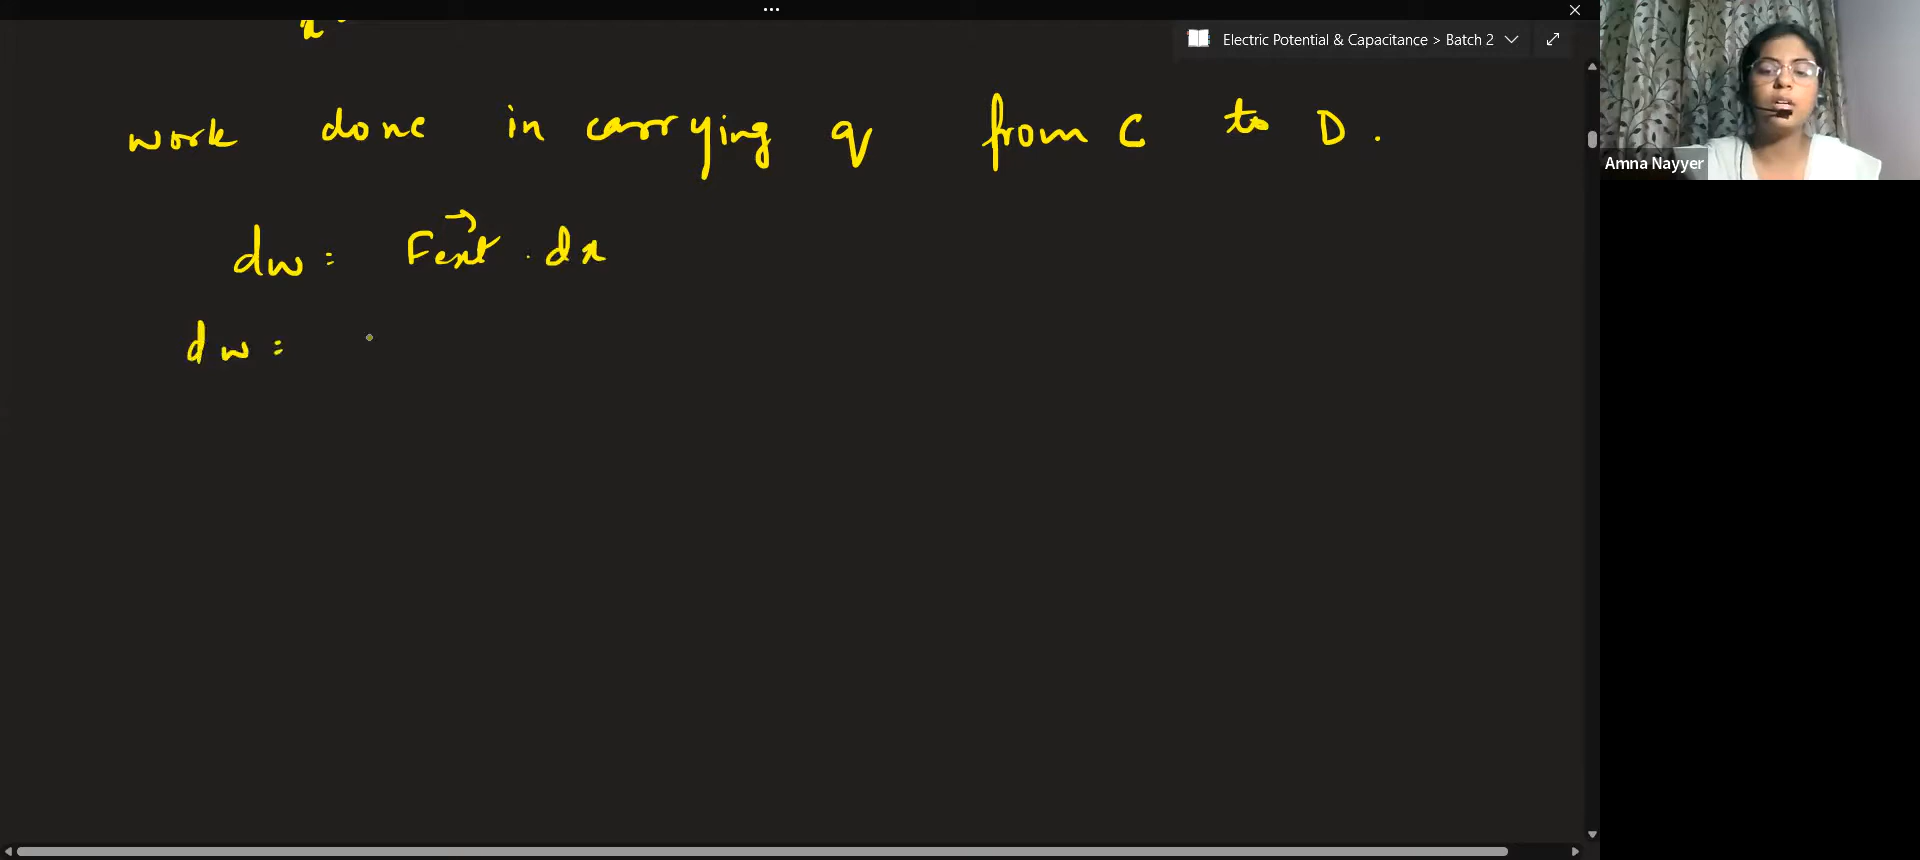 Electric Potential & Capacitance > Batch 2
work done in carrying q from C to D.
Amna Nayyer
dw = F⃗ext . dx
dw =